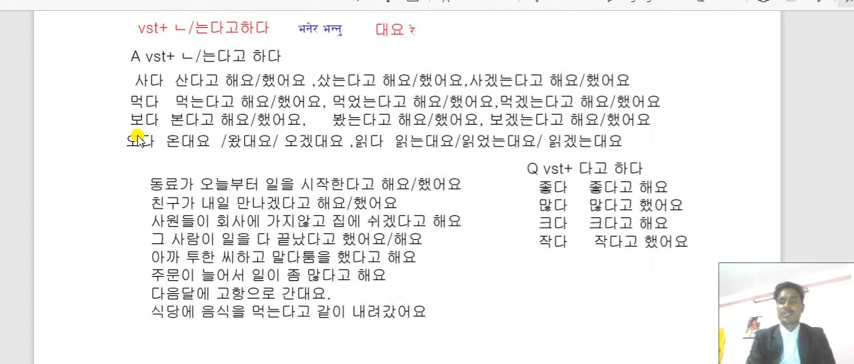 vst+ ㄴ/는다고하다 भनेर भन्नु 대요 रे
A vst+ ㄴ/는다고 하다
사다 산다고 해요/했어요 ,샀는다고 해요/했어요,사겠는다고 해요/했어요
먹다 먹는다고 해요/했어요, 먹었는다고 해요/했어요,먹겠는다고 해요/했어요
보다 본다고 해요/했어요, 봤는다고 해요/했어요, 보겠는다고 해요/했어요
오다 온대요 /왔대요/ 오겠대요 ,읽다 읽는대요/읽었는대요/ 읽겠는대요
Q vst+ 다고 하다
좋다 좋다고 해요
많다 많다고 했어요
크다 크다고 해요
작다 작다고 했어요
동료가 오늘부터 일을 시작한다고 해요/했어요
친구가 내일 만나겠다고 해요/했어요
사원들이 회사에 가지않고 집에 쉬겠다고 해요
그 사람이 일을 다 끝났다고 했어요/해요
아까 투한 씨하고 말다툼을 했다고 해요
주문이 늘어서 일이 좀 많다고 해요
다음달에 고향으로 간대요.
식당에 음식을 먹는다고 같이 내려갔어요